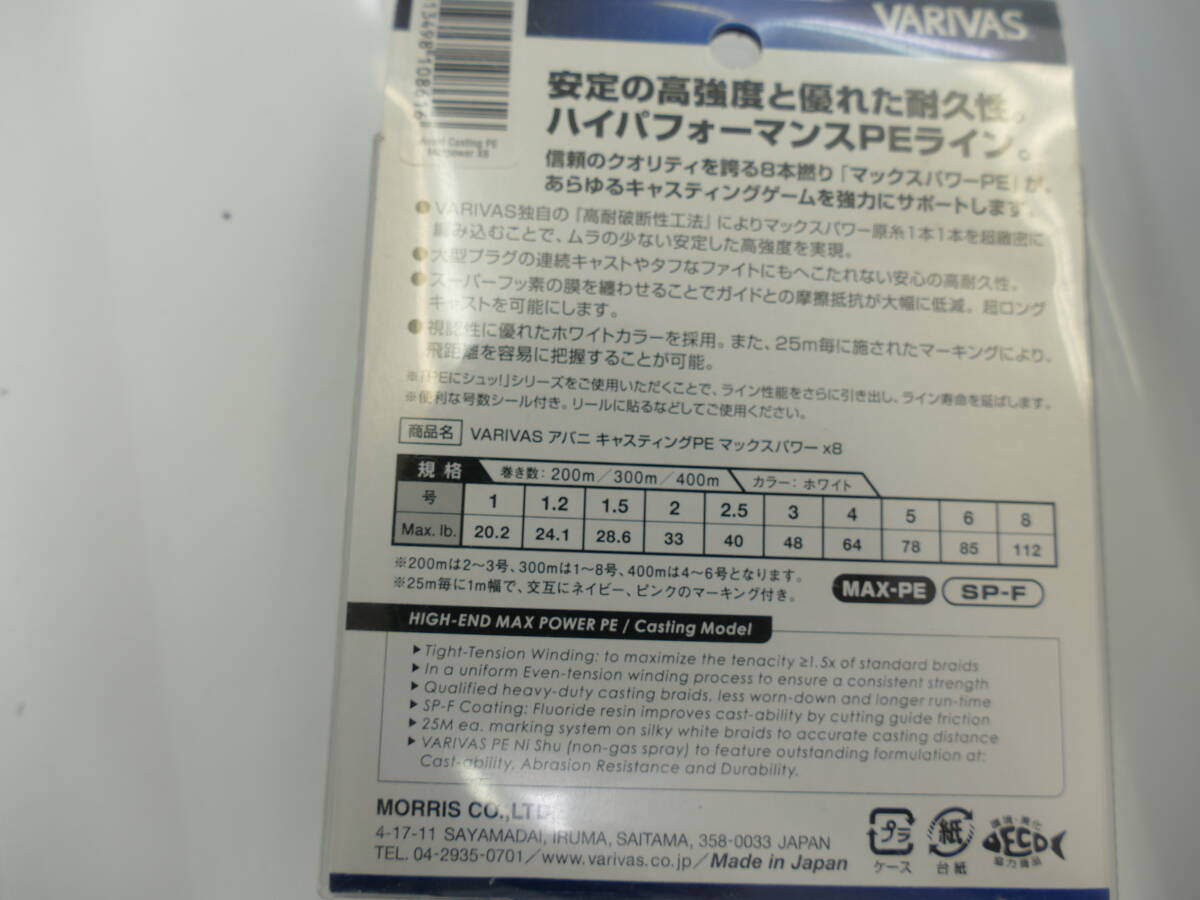 VARIVAS
安定の高強度と優れた耐久性。
ハイパフォーマンスPEライン。
信頼のクオリティを誇る8本撚り「マックスパワーPE」が、
あらゆるキャスティングゲームを強力にサポートします。
Casting PE
X8
●VARIVAS独自の『高耐破断性工法』によりマックスパワー原糸1本1本を超緻密に
編み込むことで、ムラの少ない安定した高強度を実現。
●大型プラグの連続キャストやタフなファイトにもへこたれない安心の高耐久性。
●スーパーフッ素の膜を纏わせることでガイドとの摩擦抵抗が大幅に低減。超ロング
キャストを可能にします。
●視認性に優れたホワイトカラーを採用。また、25m毎に施されたマーキングにより、
飛距離を容易に把握することが可能。
※「PEにシュッ!」シリーズをご使用いただくことで、ライン性能をさらに引き出し、ライン寿命を延ばします。
※便利な号数シール付き。リールに貼るなどしてご使用ください。
商品名 VARIVAS アバニ キャスティングPE マックスパワー x8
規格 巻き数：200m／300m／400m カラー：ホワイト
号 1 1.2 1.5 2 2.5 3 4 5 6 8
Max. lb. 20.2 24.1 28.6 33 40 48 64 78 85 112
※200mは2〜3号、300mは1〜8号、400mは4〜6号となります。
※25m毎に1m幅で、交互にネイビー、ピンクのマーキング付き。
MAX-PE SP-F
HIGH-END MAX POWER PE / Casting Model
▶Tight-Tension Winding: to maximize the tenacity ≥1.5x of standard braids
▶In a uniform Even-tension winding process to ensure a consistent strength
▶Qualified heavy-duty casting braids, less worn-down and longer run-time
▶SP-F Coating: Fluoride resin improves cast-ability by cutting guide friction
▶25M ea. marking system on silky white braids to accurate casting distance
▶VARIVAS PE Ni Shu (non-gas spray) to feature outstanding formulation at:
Cast-ability, Abrasion Resistance and Durability.
MORRIS CO.,LTD
4-17-11 SAYAMADAI, IRUMA, SAITAMA, 358-0033 JAPAN
TEL. 04-2935-0701／www.varivas.co.jp／Made in Japan
プラ
ケース
紙
台紙
環境・美化
ECO
協力商品